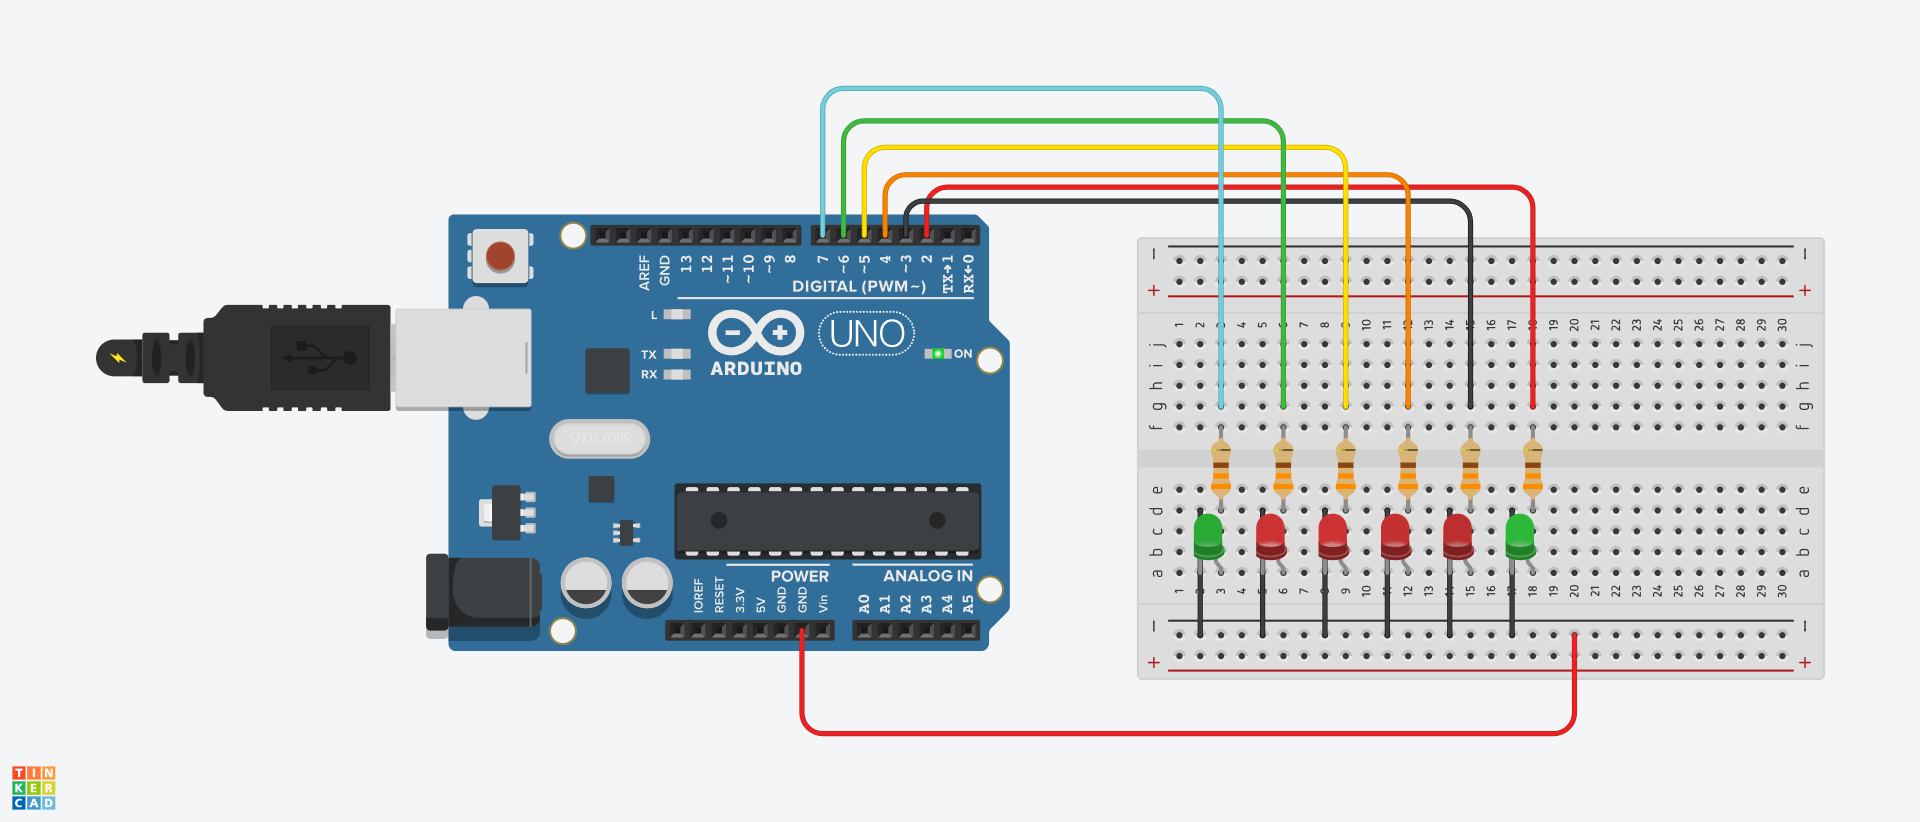 AREF
GND
13
12
~11
~10
~9
8
7
~6
~5
4
~3
2
TX→1
RX←0
DIGITAL (PWM~)
L
TX
RX
ARDUINO
UNO
ON
SPK16.000G
POWER
ANALOG IN
IOREF
RESET
3.3V
5V
GND
GND
Vin
A0
A1
A2
A3
A4
A5
− −
+ +
1 2 3 4 5 6 7 8 9 10 11 12 13 14 15 16 17 18 19 20 21 22 23 24 25 26 27 28 29 30
j j
i i
h h
g g
f f
e e
d d
c c
b b
a a
1 2 3 4 5 6 7 8 9 10 11 12 13 14 15 16 17 18 19 20 21 22 23 24 25 26 27 28 29 30
− −
+ +
TIN
KER
CAD